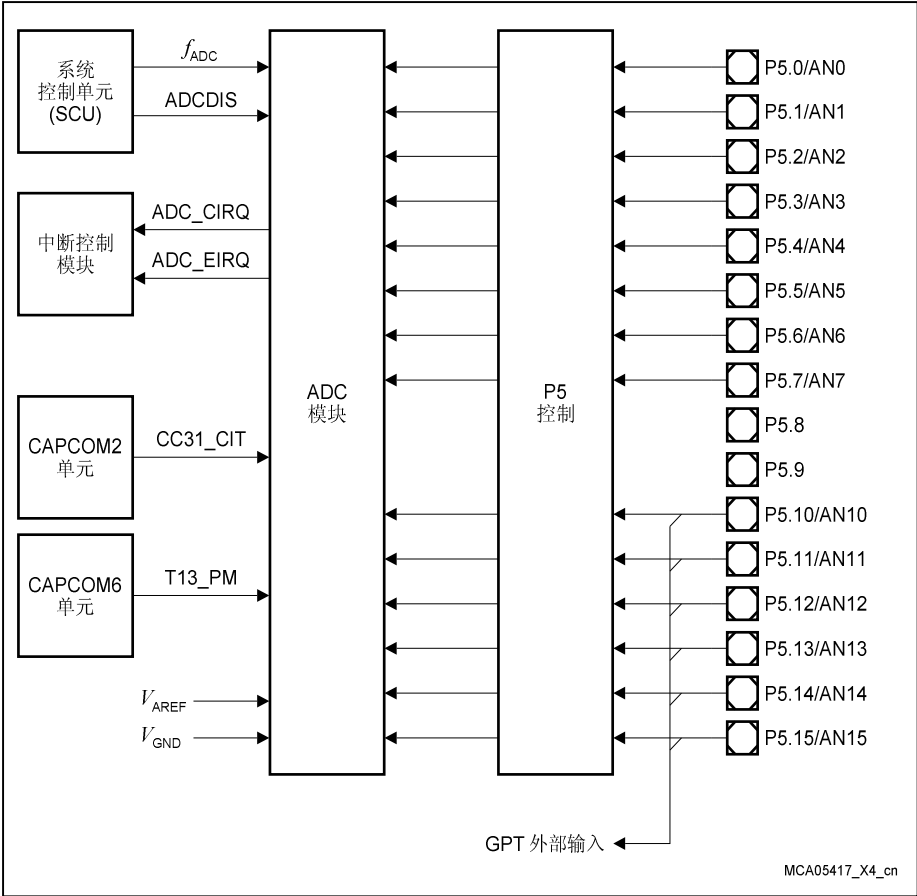 系统
控制单元
(SCU)
fADC
ADCDIS
中断控制
模块
ADC_CIRQ
ADC_EIRQ
CAPCOM2
单元
CC31_CIT
CAPCOM6
单元
T13_PM
VAREF
VGND
ADC
模块
P5
控制
P5.0/AN0
P5.1/AN1
P5.2/AN2
P5.3/AN3
P5.4/AN4
P5.5/AN5
P5.6/AN6
P5.7/AN7
P5.8
P5.9
P5.10/AN10
P5.11/AN11
P5.12/AN12
P5.13/AN13
P5.14/AN14
P5.15/AN15
GPT 外部输入
MCA05417_X4_cn